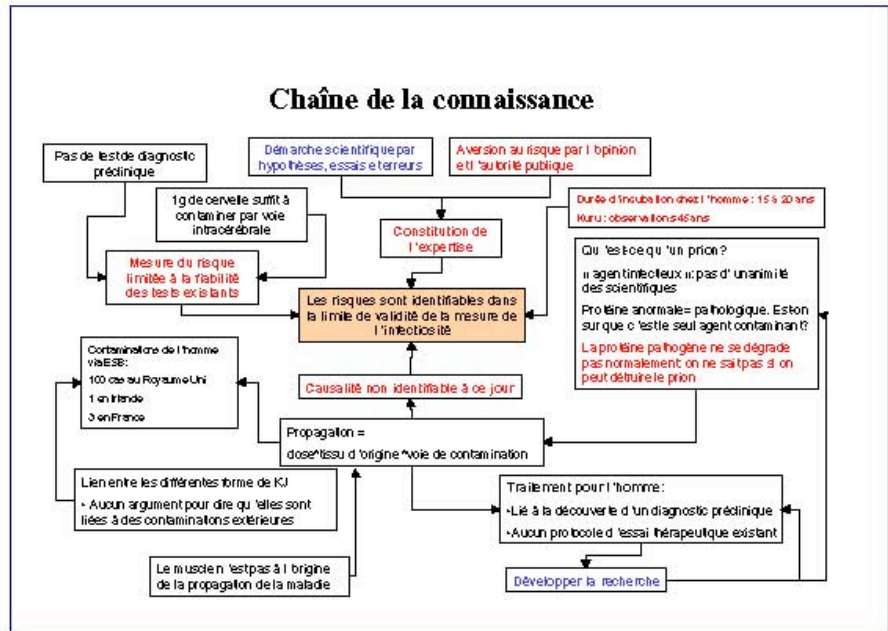 Chaîne de la connaissance
Pas de test de diagnostic
préclinique
Démarche scientifique par
hypothèses, essais et erreurs
Aversion au risque par l'opinion
et l'autorité publique
1g de cervelle suffit à
contaminer par voie
intracérébrale
Durée d'incubation chez l'homme : 15 à 20 ans
Kuru : observations 45 ans
Constitution de
l'expertise
Mesure du risque
limitée à la fiabilité
des tests existants
Qu'est-ce qu'un prion ?
« agent infectieux » : pas d'unanimité
des scientifiques
Protéine anormale = pathologique. Est-on
sur que c'est le seul agent contaminant?
La protéine pathogène ne se dégrade
pas normalement: on ne sait pas si on
peut détruire le prion
Les risques sont identifiables dans
la limite de validité de la mesure de
l'infectiosité
Contaminations de l'homme
via ESB:
100 cas au Royaume Uni
1 en Irlande
3 en France
Causalité non identifiable à ce jour
Propagation =
dose*tissu d'origine*voie de contamination
Lien entre les différentes forme de KJ
• Aucun argument pour dire qu'elles sont
liées à des contaminations extérieures
Traitement pour l'homme:
•Lié à la découverte d'un diagnostic préclinique
•Aucun protocole d'essai thérapeutique existant
Le muscle n'est pas à l'origine
de la propagation de la maladie
Développer la recherche